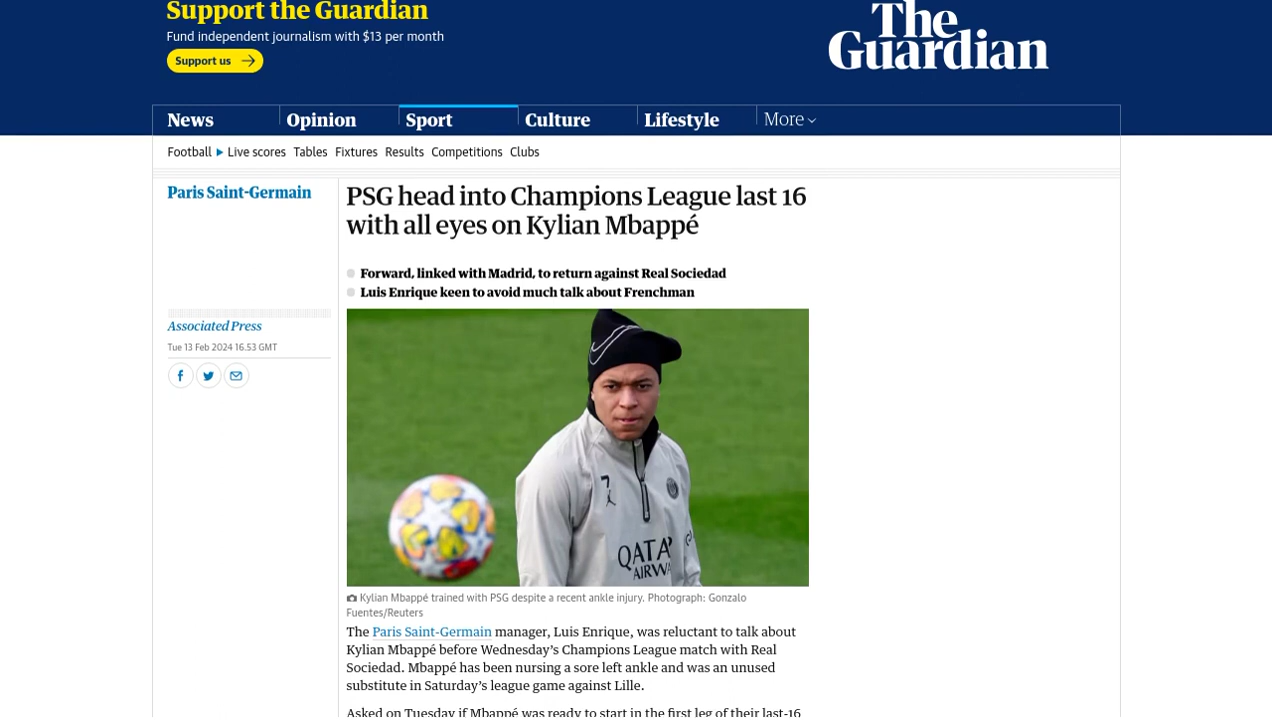 Support the Guardian
Fund independent journalism with $13 per month
Support us
The
Guardian
News
Opinion
Sport
Culture
Lifestyle
More
Football
Live scores
Tables
Fixtures
Results
Competitions
Clubs
Paris Saint-Germain
PSG head into Champions League last 16
with all eyes on Kylian Mbappé
Forward, linked with Madrid, to return against Real Sociedad
Luis Enrique keen to avoid much talk about Frenchman
Associated Press
Tue 13 Feb 2024 16.53 GMT
7
QATAR
AIRWA
Kylian Mbappé trained with PSG despite a recent ankle injury. Photograph: Gonzalo
Fuentes/Reuters
The Paris Saint-Germain manager, Luis Enrique, was reluctant to talk about
Kylian Mbappé before Wednesday’s Champions League match with Real
Sociedad. Mbappé has been nursing a sore left ankle and was an unused
substitute in Saturday’s league game against Lille.
Asked on Tuesday if Mbappé was ready to start in the first leg of their last-16